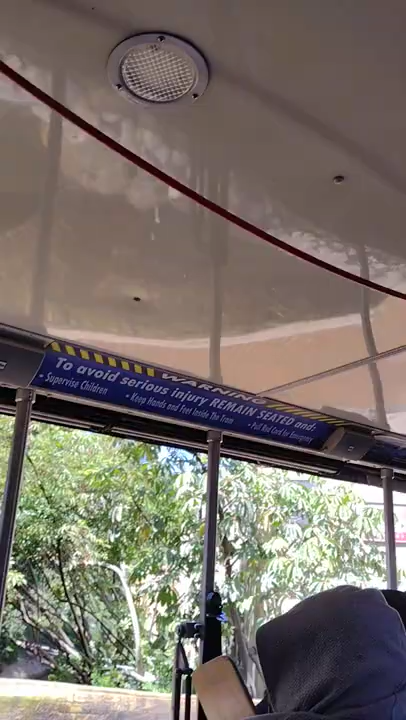 WARNING
To avoid serious injury REMAIN SEATED and:
• Supervise Children • Keep Hands and Feet Inside The Train • Pull Red Cord for Emergency